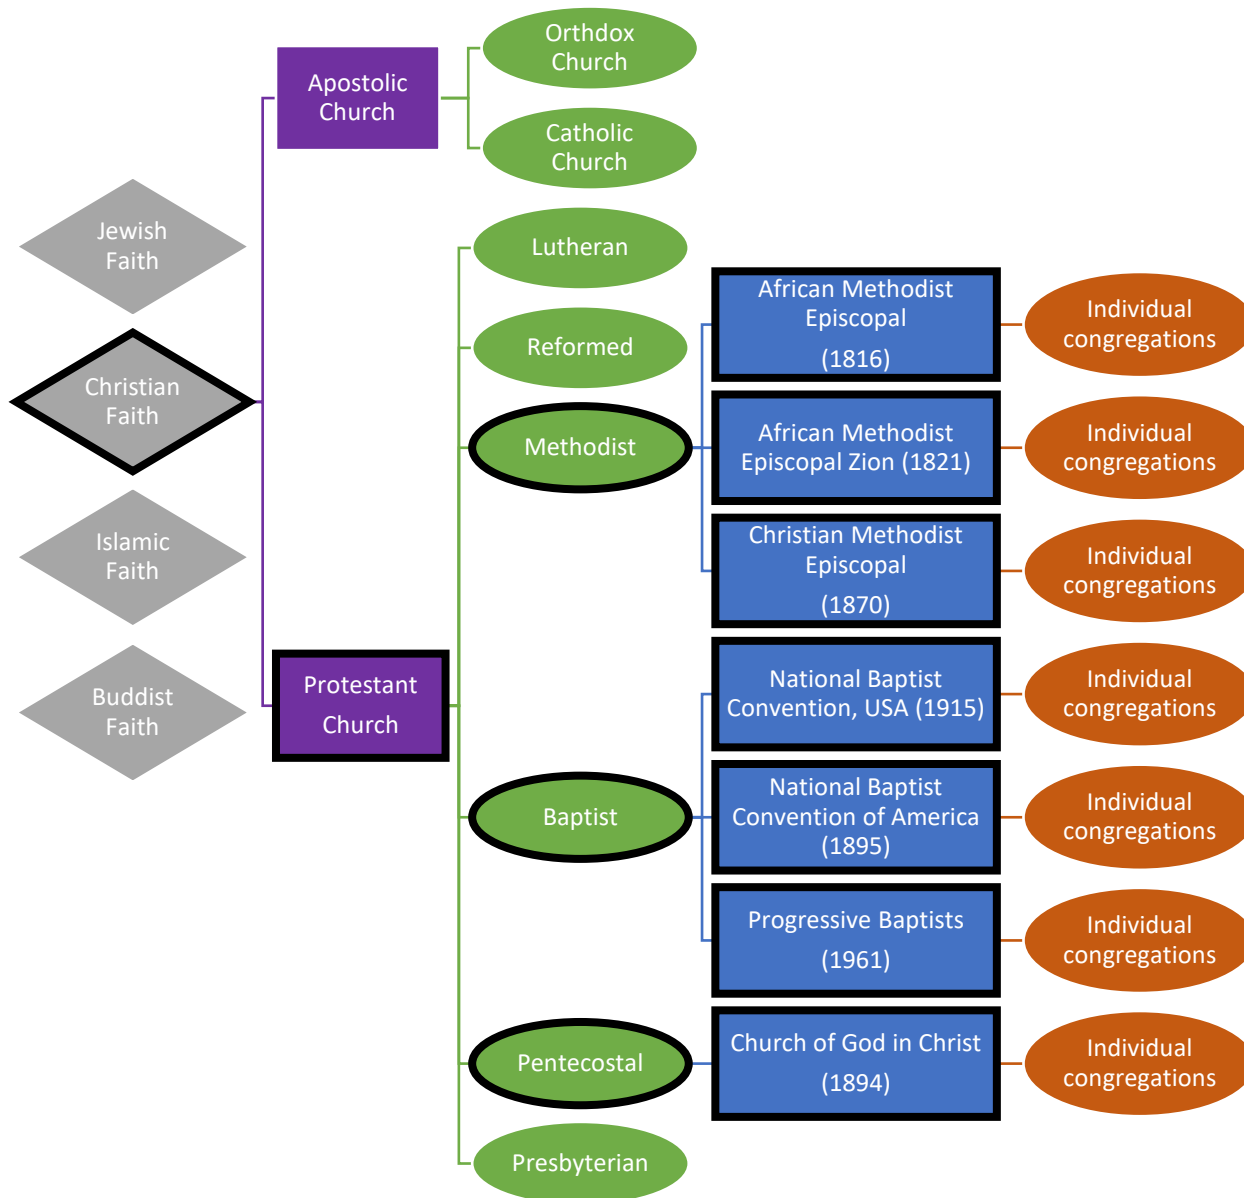 Orthdox
Church
Apostolic
Church
Catholic
Church
Jewish
Faith
Christian
Faith
Islamic
Faith
Buddist
Faith
Protestant
Church
Lutheran
Reformed
Methodist
Baptist
Pentecostal
Presbyterian
African Methodist
Episcopal
(1816)
Individual
congregations
African Methodist
Episcopal Zion (1821)
Individual
congregations
Christian Methodist
Episcopal
(1870)
Individual
congregations
National Baptist
Convention, USA (1915)
Individual
congregations
National Baptist
Convention of America
(1895)
Individual
congregations
Progressive Baptists
(1961)
Individual
congregations
Church of God in Christ
(1894)
Individual
congregations